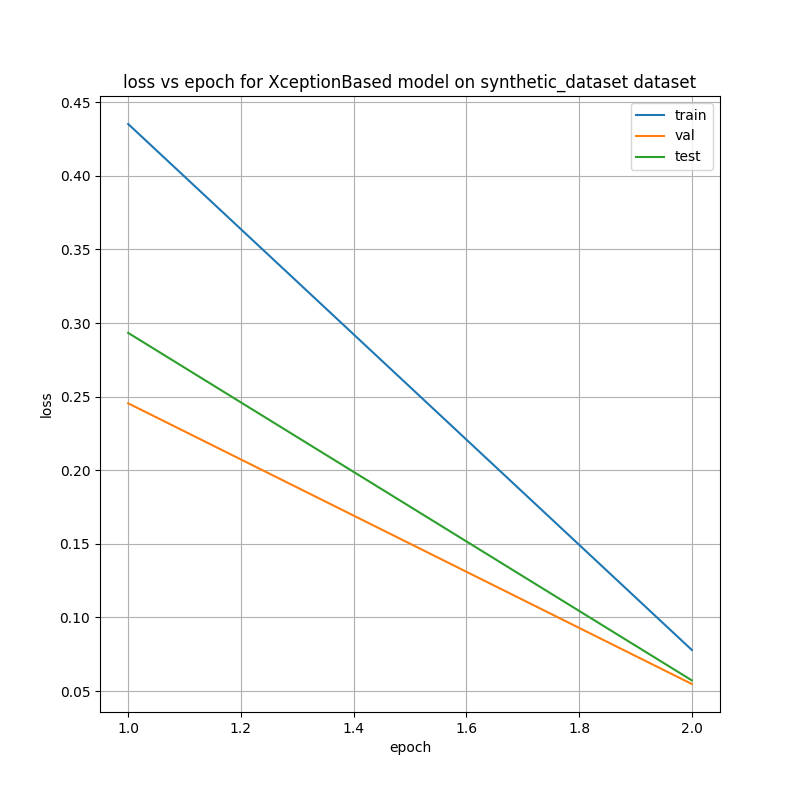 loss vs epoch for XceptionBased model on synthetic_dataset dataset
train
val
test
0.45
0.40
0.35
0.30
0.25
0.20
0.15
0.10
0.05
loss
1.0 1.2 1.4 1.6 1.8 2.0
epoch